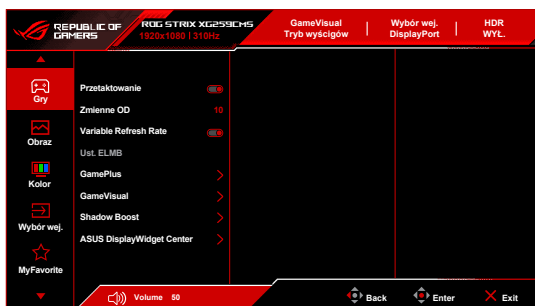 REPUBLIC OF
GAMERS
ROG STRIX XG259CMS
1920x1080 | 310Hz
GameVisual
Tryb wyścigów
Wybór wej.
DisplayPort
HDR
WYŁ.
Gry
Obraz
Kolor
Wybór wej.
MyFavorite
Przetaktowanie
Zmienne OD 10
Variable Refresh Rate
Ust. ELMB
GamePlus
GameVisual
Shadow Boost
ASUS DisplayWidget Center
Volume 50
Back
Enter
Exit